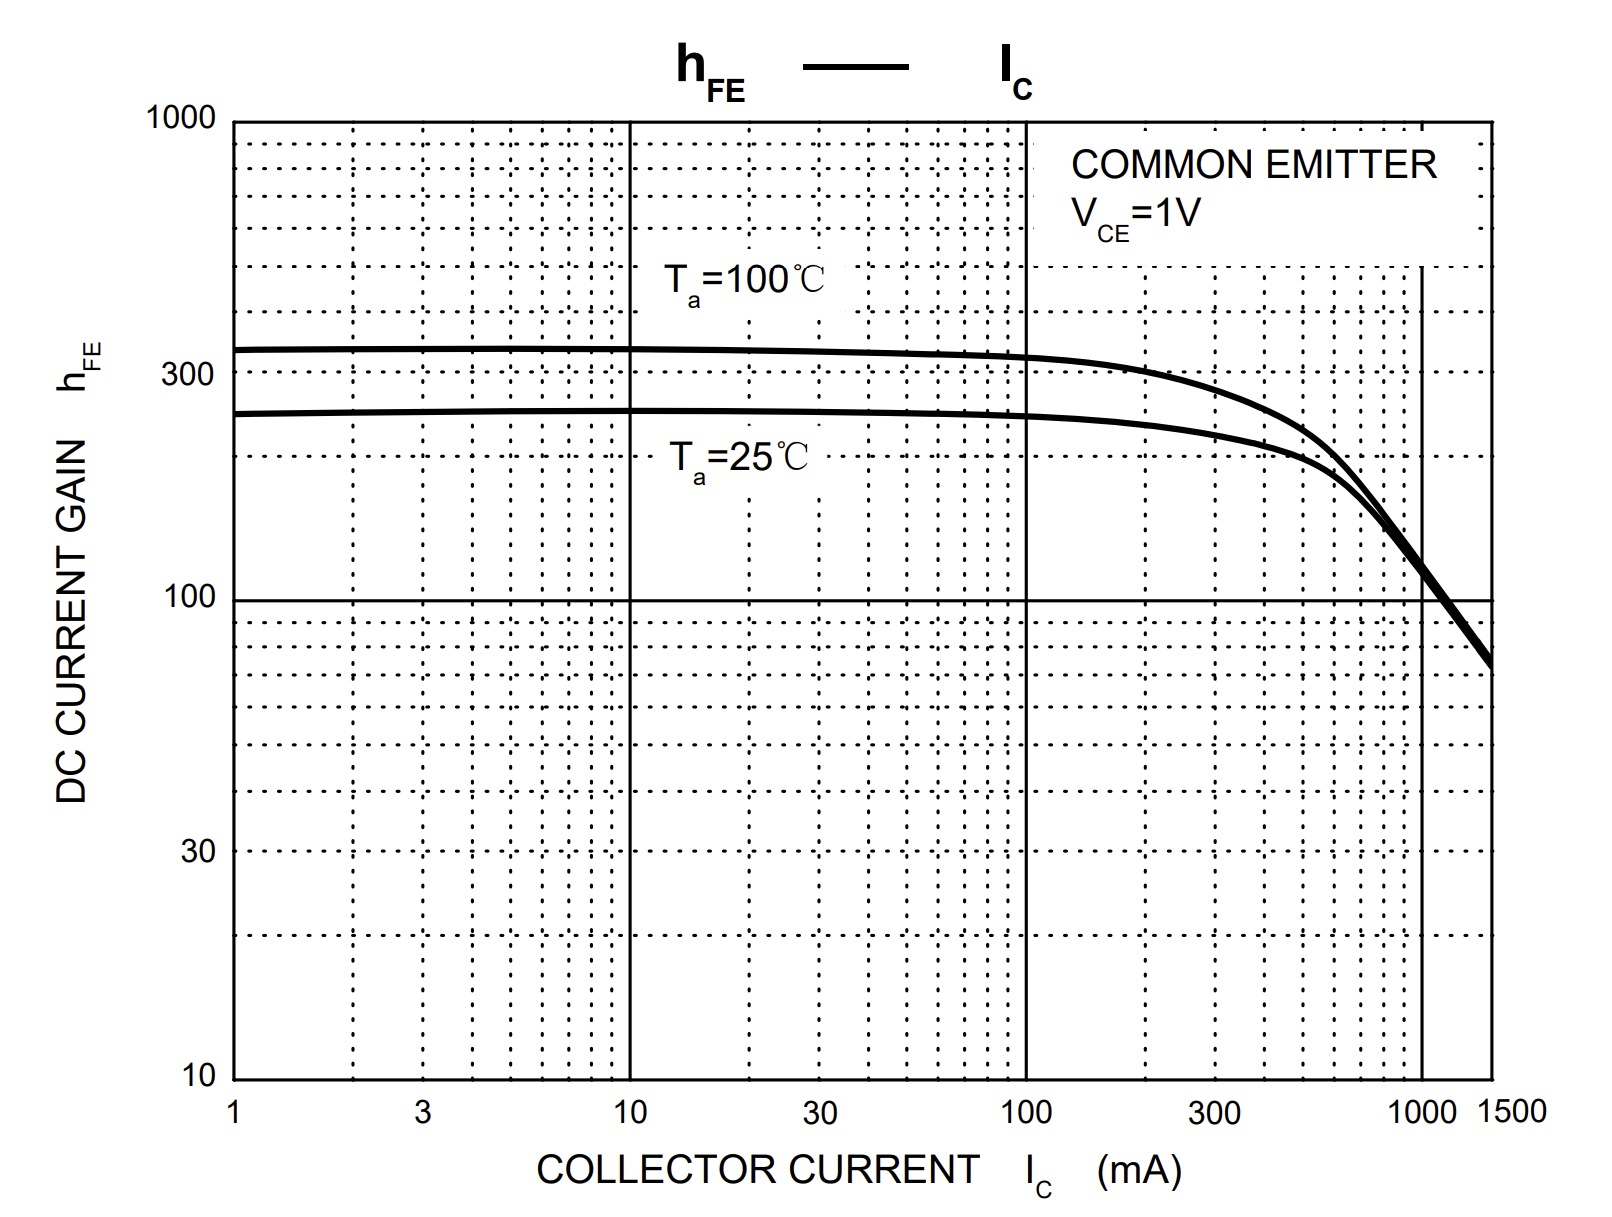 hFE — IC
1000
300
100
30
10
DC CURRENT GAIN hFE
COMMON EMITTER
VCE=1V
Ta=100℃
Ta=25℃
1 3 10 30 100 300 1000 1500
COLLECTOR CURRENT IC (mA)